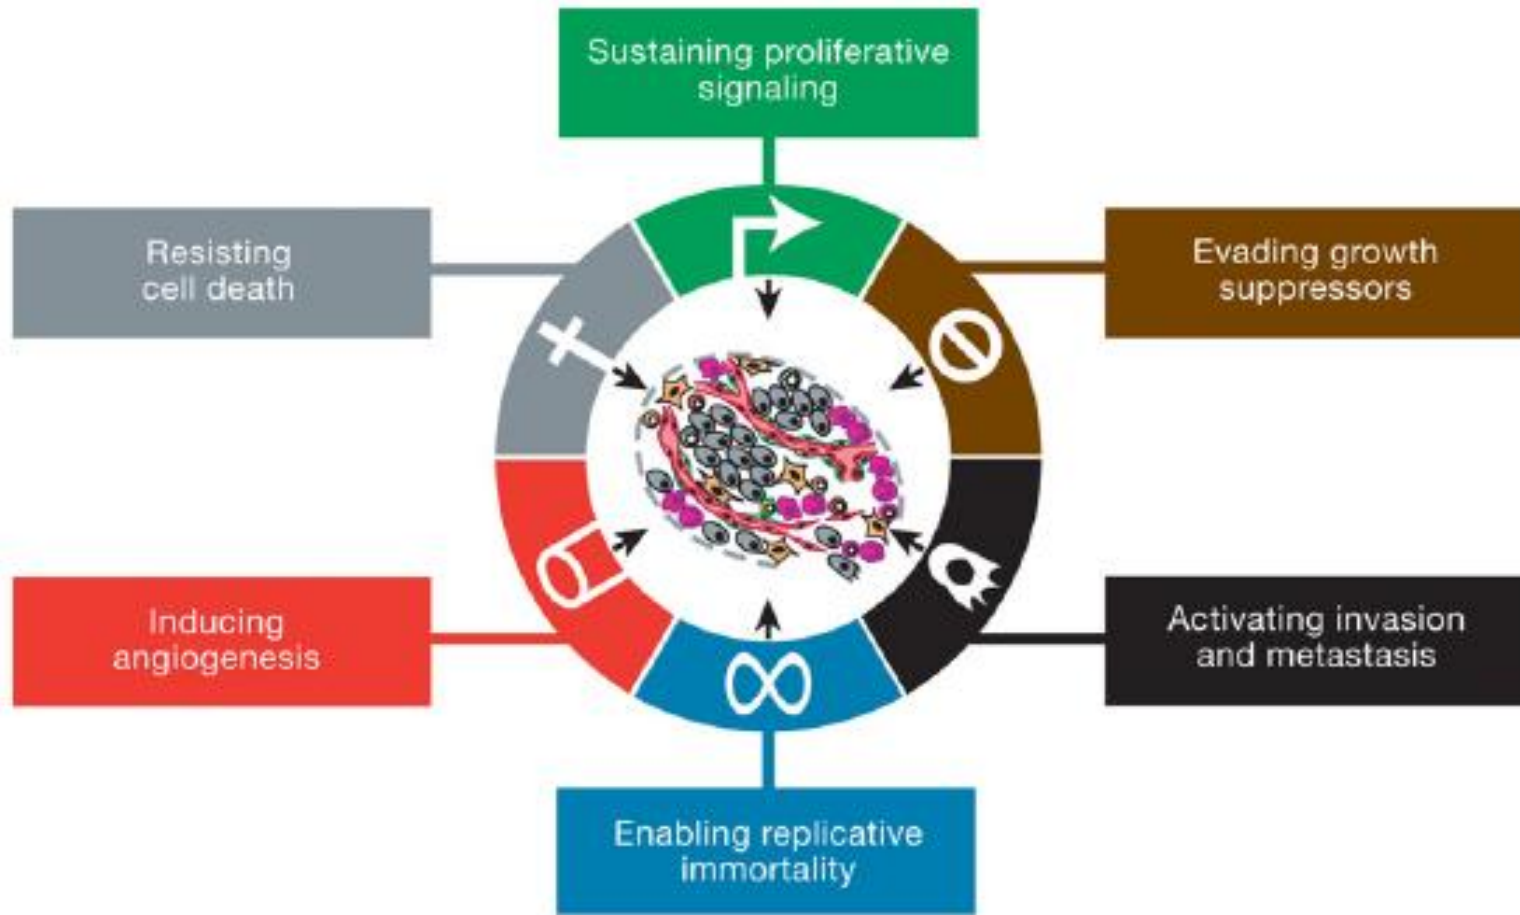 Sustaining proliferative
signaling
Resisting
cell death
Evading growth
suppressors
Inducing
angiogenesis
Activating invasion
and metastasis
Enabling replicative
immortality